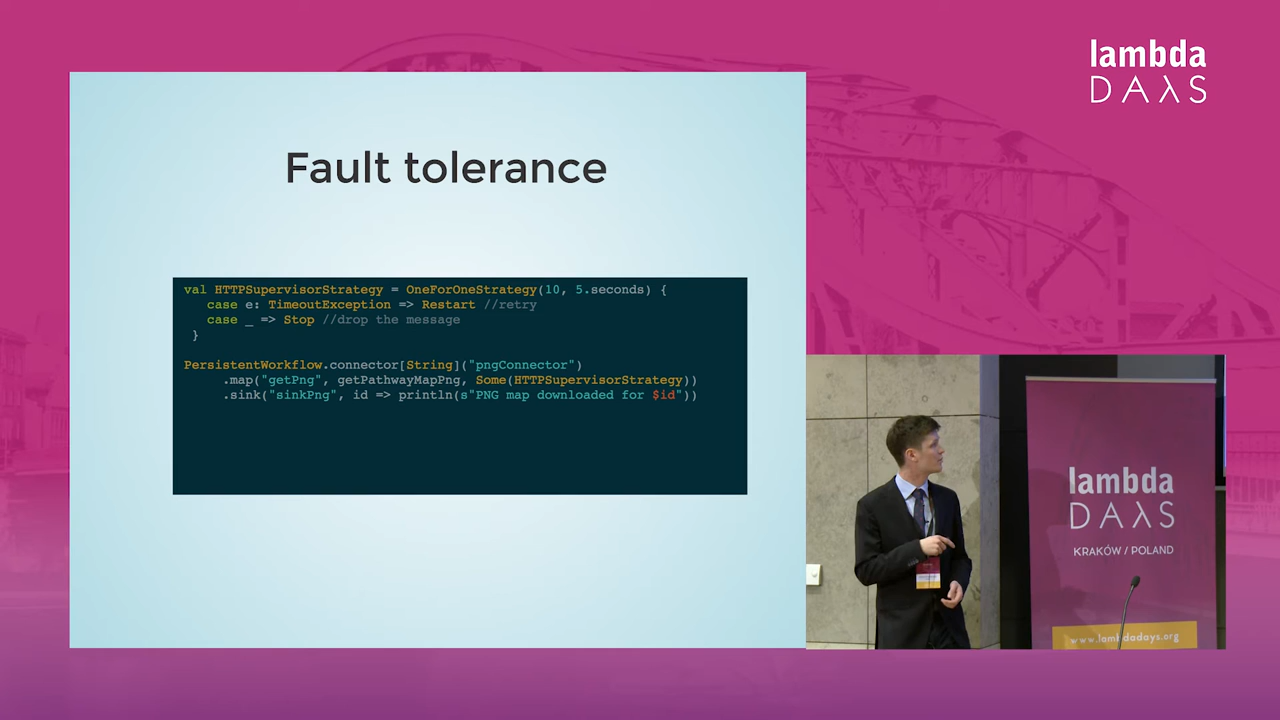 lambda
DAλS
Fault tolerance
val HTTPSupervisorStrategy = OneForOneStrategy(10, 5.seconds) {
case e: TimeoutException => Restart //retry
case _ => Stop //drop the message
}
PersistentWorkflow.connector[String]("pngConnector")
.map("getPng", getPathwayMapPng, Some(HTTPSupervisorStrategy))
.sink("sinkPng", id => println(s"PNG map downloaded for $id"))
lambda
DAλS
KRAKÓW / POLAND
www.lambdadays.org